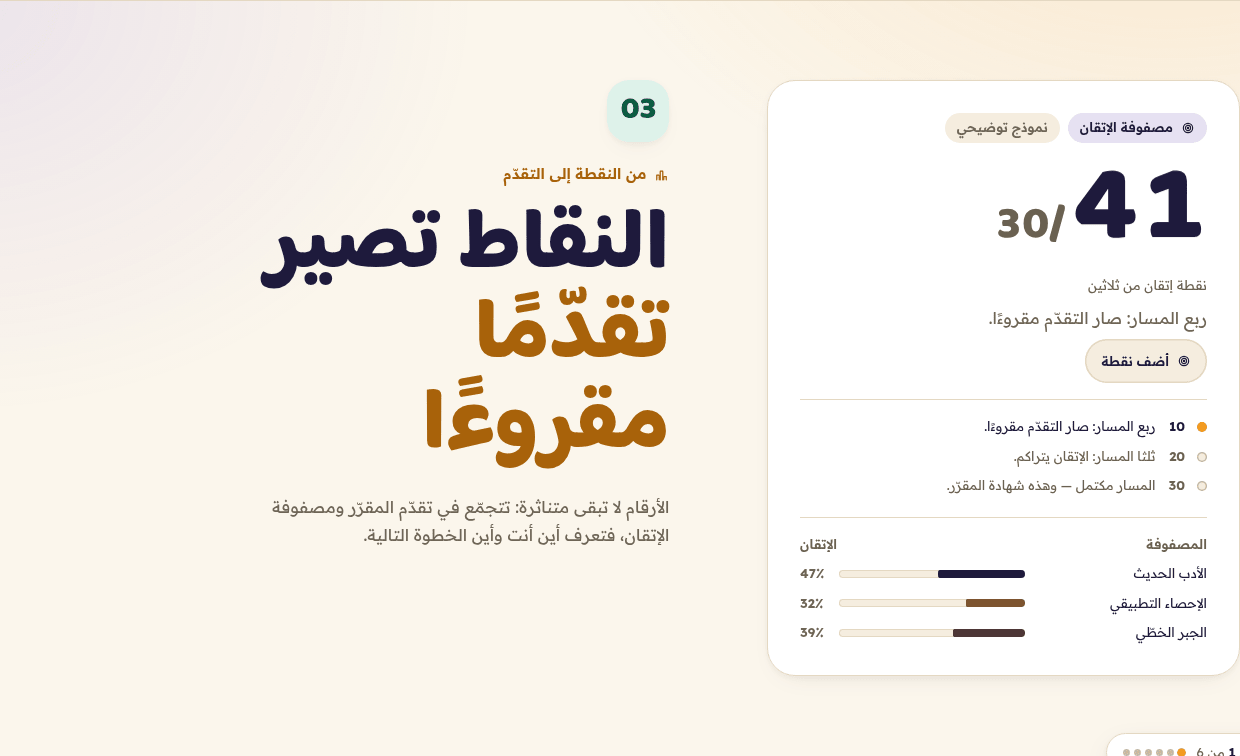 مصفوفة الإتقان
نموذج توضيحي
41/30
نقطة إتقان من ثلاثين
ربع المسار: صار التقدّم مقروءًا.
أضف نقطة
10 ربع المسار: صار التقدّم مقروءًا.
20 ثلثا المسار: الإتقان يتراكم.
30 المسار مكتمل — وهذه شهادة المقرّر.
المصفوفة الإتقان
الأدب الحديث 47٪
الإحصاء التطبيقي 32٪
الجبر الخطّي 39٪
03
من النقطة إلى التقدّم
النقاط تصير
تقدّمًا
مقروءًا
الأرقام لا تبقى متناثرة: تتجمّع في تقدّم المقرّر ومصفوفة
الإتقان، فتعرف أين أنت وأين الخطوة التالية.
1 من 6